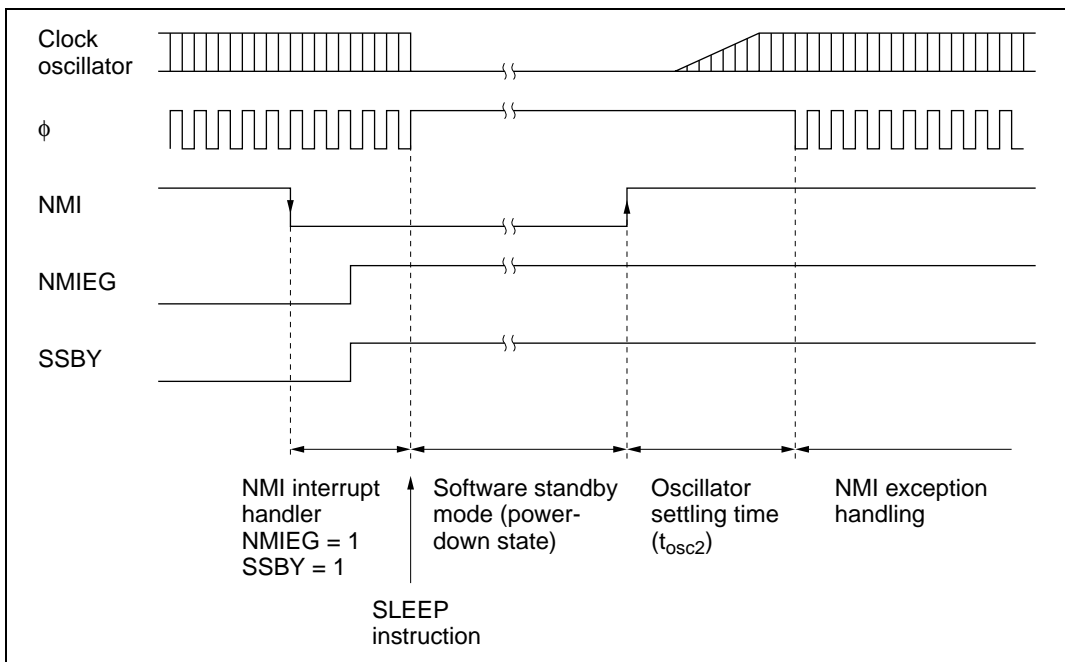 Clock
oscillator
ϕ
NMI
NMIEG
SSBY
NMI interrupt
handler
NMIEG = 1
SSBY = 1
Software standby
mode (power-
down state)
Oscillator
settling time
(tosc2)
NMI exception
handling
SLEEP
instruction